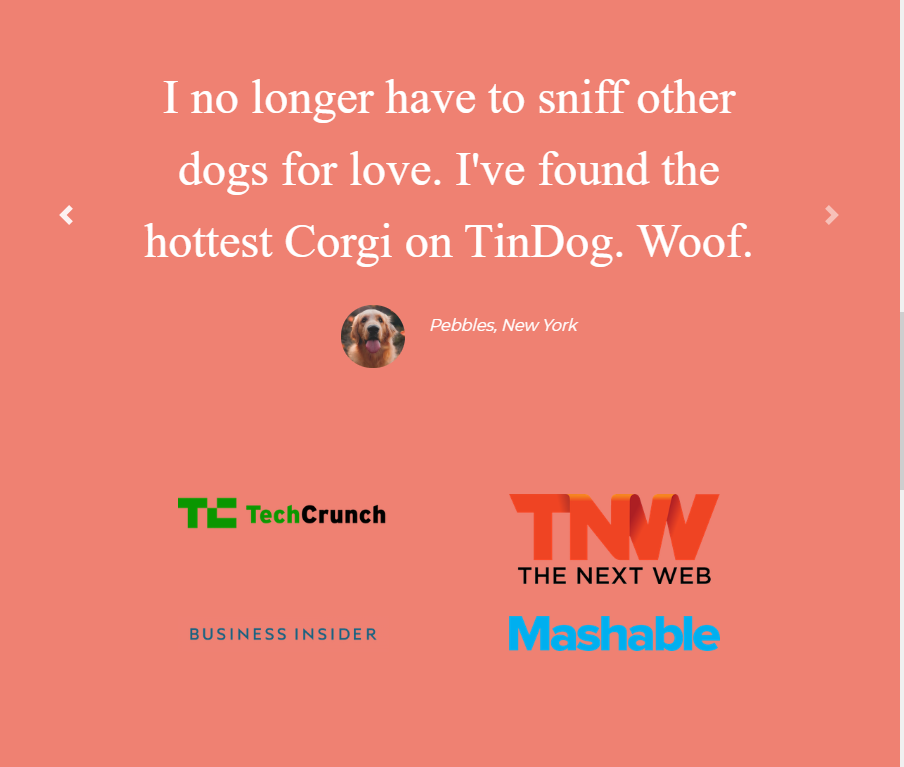 I no longer have to sniff other
dogs for love. I've found the
hottest Corgi on TinDog. Woof.
Pebbles, New York
TC TechCrunch
TNW
THE NEXT WEB
BUSINESS INSIDER
Mashable